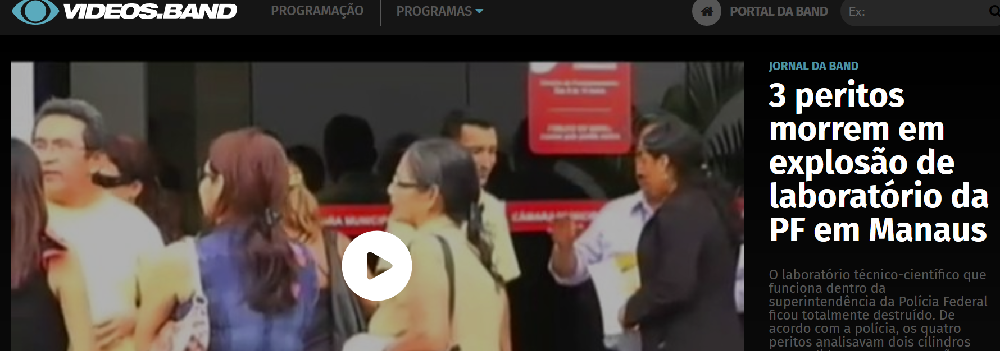 VIDEOS.BAND
PROGRAMAÇÃO
PROGRAMAS
PORTAL DA BAND
Ex:
JORNAL DA BAND
3 peritos
morrem em
explosão de
laboratório da
PF em Manaus
O laboratório técnico-científico que
funciona dentro da
superintendência da Polícia Federal
ficou totalmente destruído. De
acordo com a polícia, os quatro
peritos analisavam dois cilindros